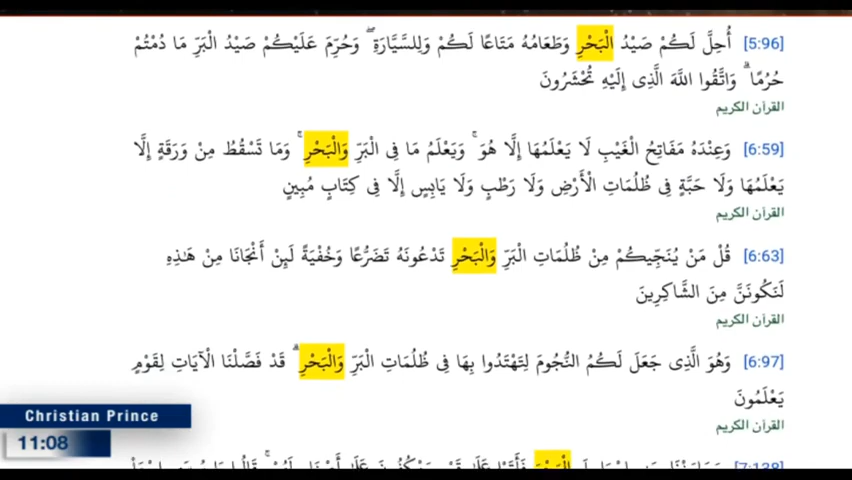 [5:96] أُحِلَّ لَكُمْ صَيْدُ الْبَحْرِ وَطَعَامُهُ مَتَاعًا لَكُمْ وَلِلسَّيَّارَةِ ۖ وَحُرِّمَ عَلَيْكُمْ صَيْدُ الْبَرِّ مَا دُمْتُمْ
حُرُمًا ۗ وَاتَّقُوا اللَّهَ الَّذِى إِلَيْهِ تُحْشَرُونَ
القرآن الكريم
[6:59] وَعِنْدَهُ مَفَاتِحُ الْغَيْبِ لَا يَعْلَمُهَا إِلَّا هُوَ ۚ وَيَعْلَمُ مَا فِى الْبَرِّ وَالْبَحْرِ ۚ وَمَا تَسْقُطُ مِنْ وَرَقَةٍ إِلَّا
يَعْلَمُهَا وَلَا حَبَّةٍ فِى ظُلُمَاتِ الْأَرْضِ وَلَا رَطْبٍ وَلَا يَابِسٍ إِلَّا فِى كِتَابٍ مُبِينٍ
القرآن الكريم
[6:63] قُلْ مَنْ يُنَجِّيكُمْ مِنْ ظُلُمَاتِ الْبَرِّ وَالْبَحْرِ تَدْعُونَهُ تَضَرُّعًا وَخُفْيَةً لَئِنْ أَنْجَانَا مِنْ هَـٰذِهِ
لَنَكُونَنَّ مِنَ الشَّاكِرِينَ
القرآن الكريم
[6:97] وَهُوَ الَّذِى جَعَلَ لَكُمُ النُّجُومَ لِتَهْتَدُوا بِهَا فِى ظُلُمَاتِ الْبَرِّ وَالْبَحْرِ ۗ قَدْ فَصَّلْنَا الْآيَاتِ لِقَوْمٍ
يَعْلَمُونَ
القرآن الكريم
Christian Prince
11:08
[7:138] الْبَحْرَ